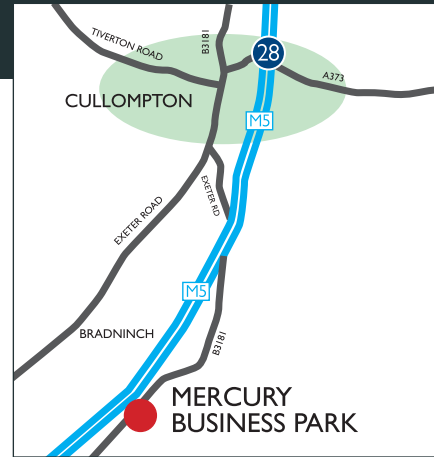 TIVERTON ROAD
B3181
28
A373
CULLOMPTON
M5
EXETER RD
EXETER ROAD
M5
BRADNINCH
B3181
MERCURY
BUSINESS PARK